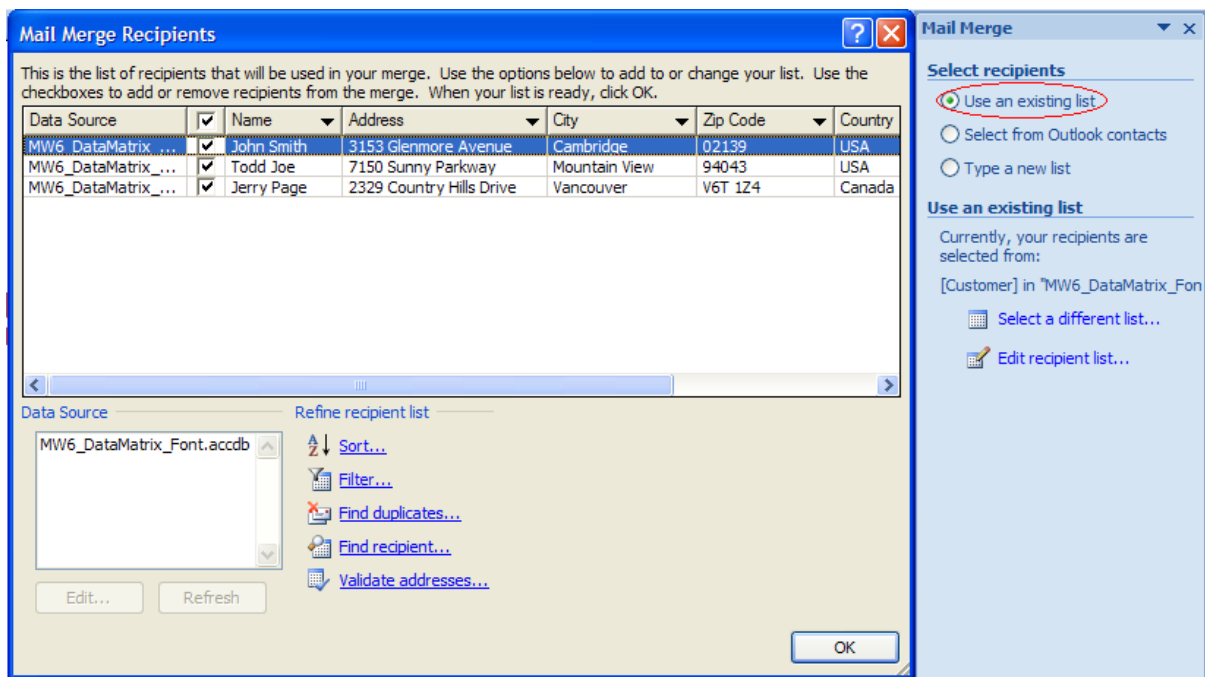 Mail Merge Recipients
This is the list of recipients that will be used in your merge. Use the options below to add to or change your list. Use the
checkboxes to add or remove recipients from the merge. When your list is ready, click OK.
Data Source Name Address City Zip Code Country
MW6_DataMatrix_... John Smith 3153 Glenmore Avenue Cambridge 02139 USA
MW6_DataMatrix_... Todd Joe 7150 Sunny Parkway Mountain View 94043 USA
MW6_DataMatrix_... Jerry Page 2329 Country Hills Drive Vancouver V6T 1Z4 Canada
Data Source
MW6_DataMatrix_Font.accdb
Edit... Refresh
Refine recipient list
Sort...
Filter...
Find duplicates...
Find recipient...
Validate addresses...
OK
Mail Merge
Select recipients
Use an existing list
Select from Outlook contacts
Type a new list
Use an existing list
Currently, your recipients are
selected from:
[Customer] in "MW6_DataMatrix_Fon
Select a different list...
Edit recipient list...